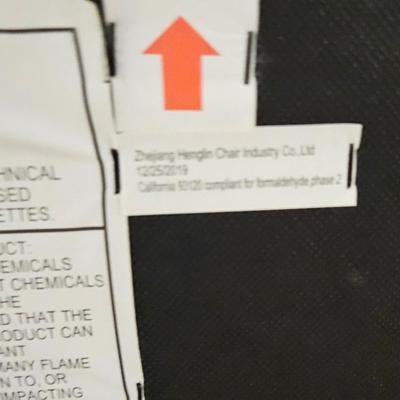 Zhejiang Henglin Chair Industry Co.,Ltd
12/25/2019
California 93120 compliant for formaldehyde phase 2
HNICAL
SED
ETTES.
UCT:
EMICALS
T CHEMICALS
HE
D THAT THE
RODUCT CAN
ANT
MANY FLAME
N TO, OR
IMPACTING